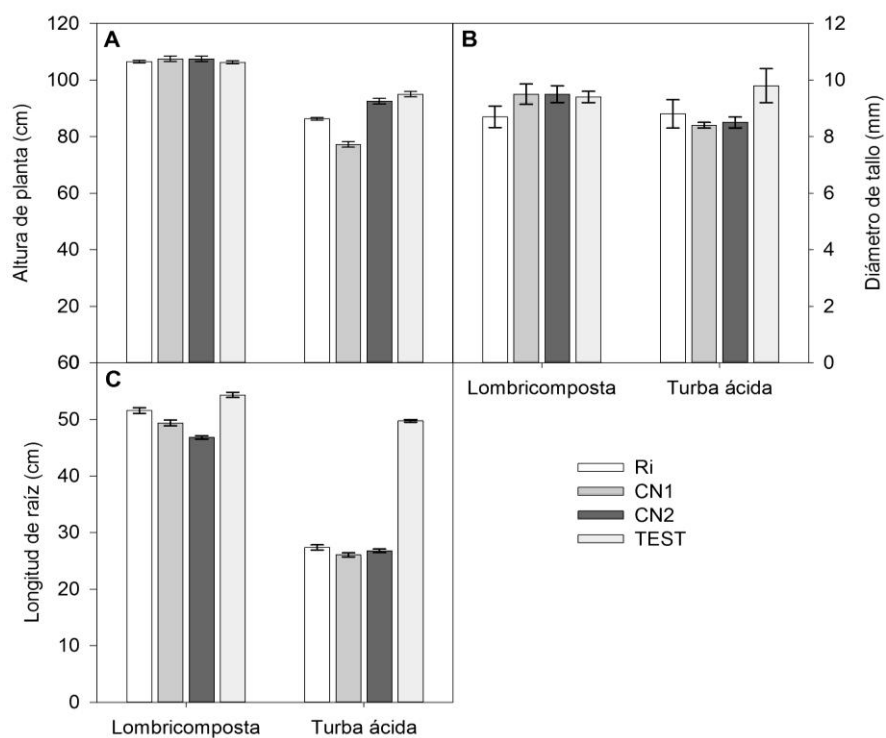 A
B
C
Altura de planta (cm)
120
100
80
60
40
20
60
Diámetro de tallo (mm)
12
10
8
6
4
2
0
Lombricomposta
Turba ácida
Longitud de raíz (cm)
50
40
30
20
10
0
Lombricomposta
Turba ácida
Ri
CN1
CN2
TEST